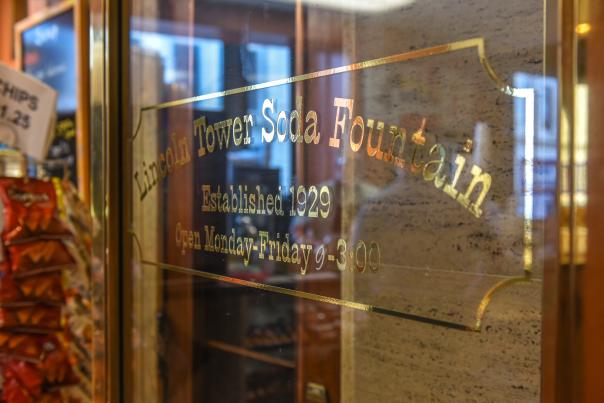 CHIPS
1.25
Lincoln Tower Soda Fountain
Established 1929
Open Monday-Friday 9-3:00